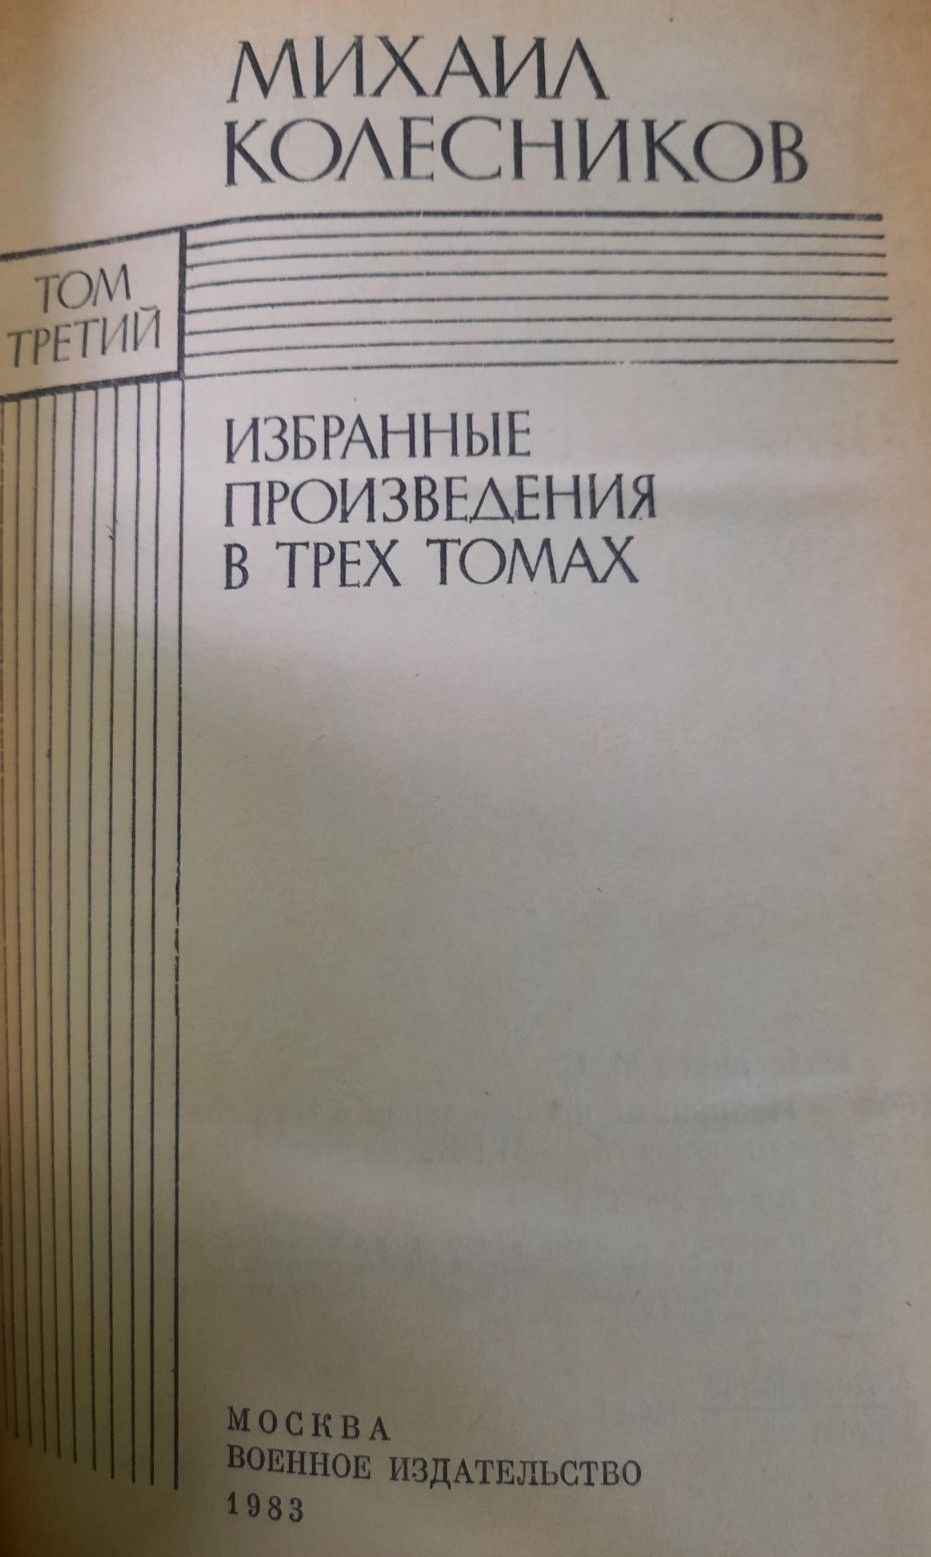 МИХАИЛ
КОЛЕСНИКОВ
ТОМ
ТРЕТИЙ
ИЗБРАННЫЕ
ПРОИЗВЕДЕНИЯ
В ТРЕХ ТОМАХ
МОСКВА
ВОЕННОЕ ИЗДАТЕЛЬСТВО
1983